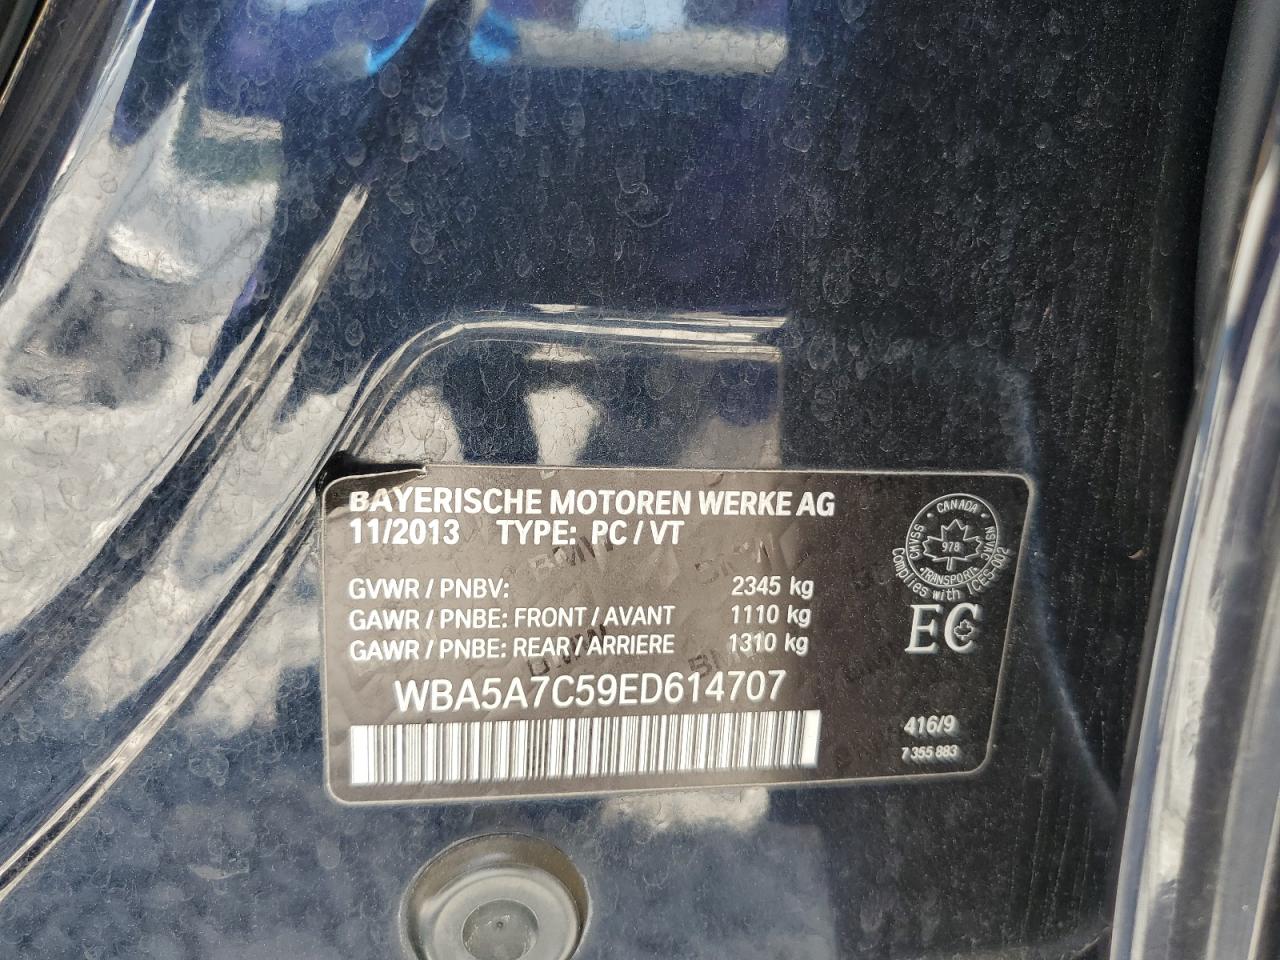 BAYERISCHE MOTOREN WERKE AG
11/2013 TYPE: PC / VT
GVWR / PNBV: 2345 kg
GAWR / PNBE: FRONT / AVANT 1110 kg
GAWR / PNBE: REAR / ARRIERE 1310 kg
WBA5A7C59ED614707
CANADA
CMVSS NSVAC
978
TRANSPORT
Complies with ICES-002
EC
416/9
7 355 883